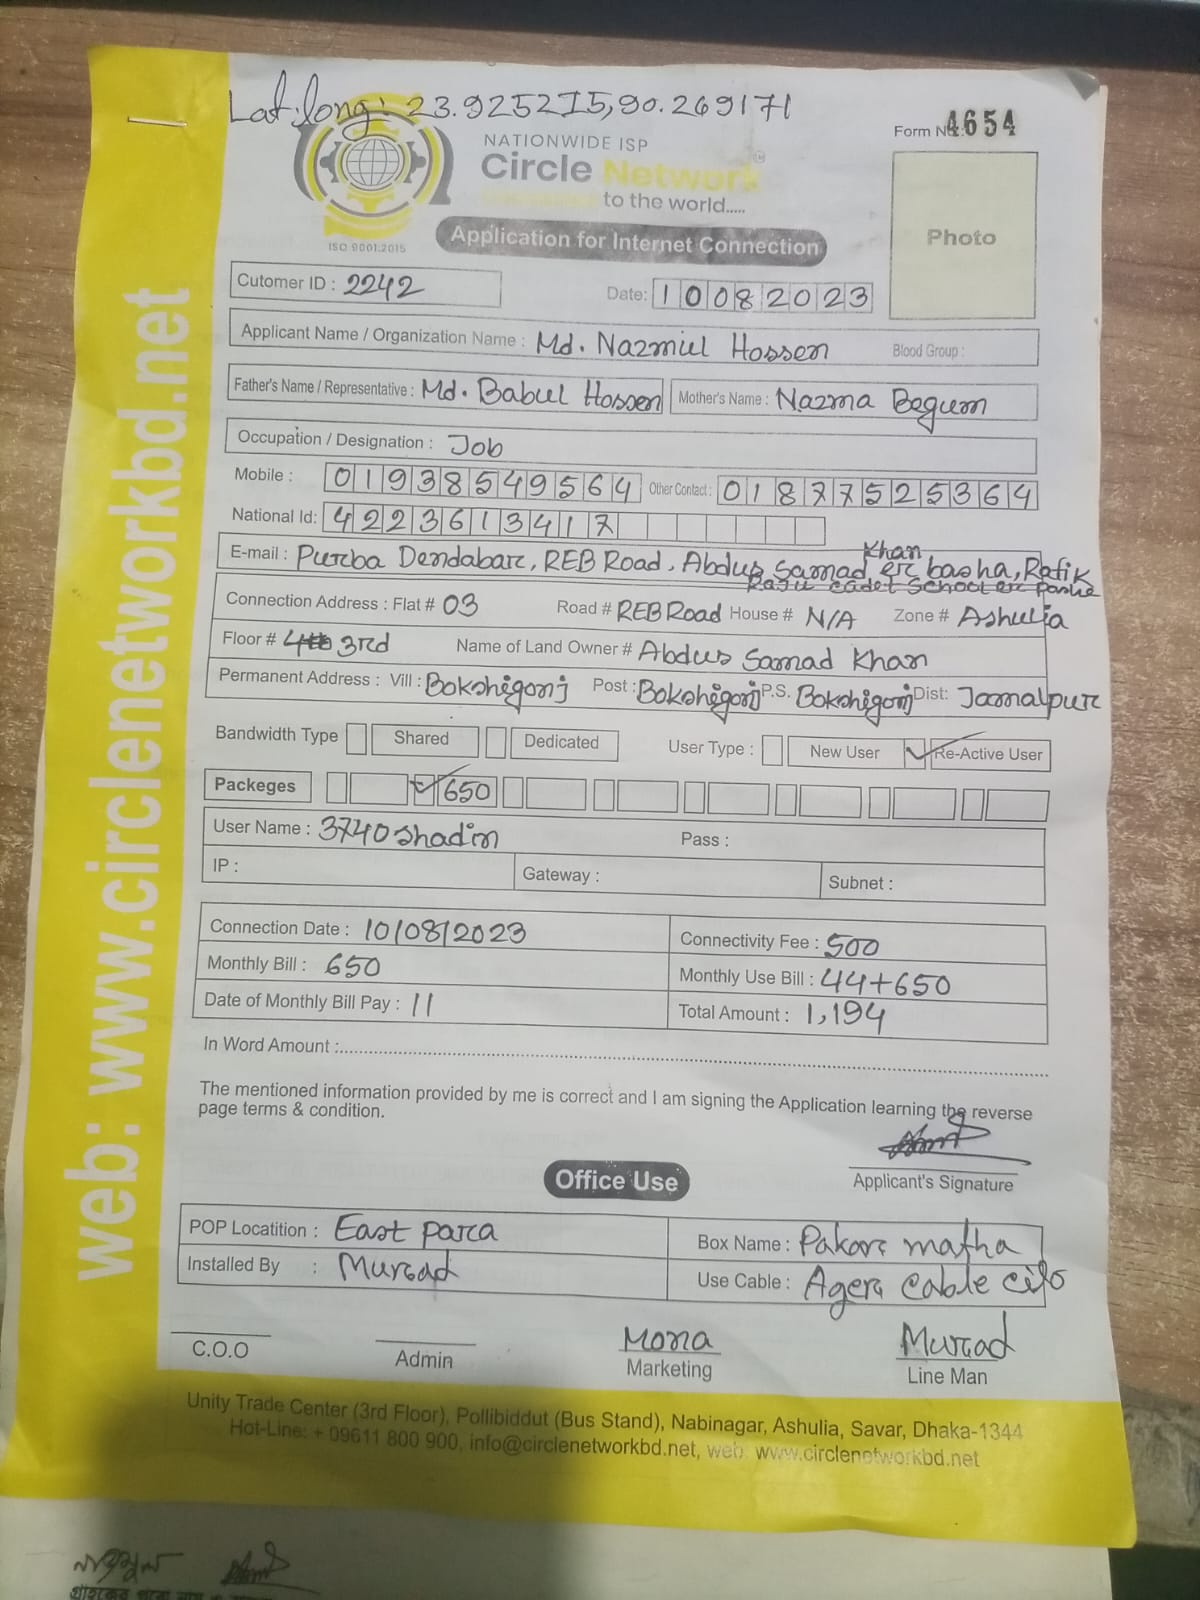 Lat:long: 23.925215,90.269171
Form No: 4654
NATIONWIDE ISP
Circle Network
to the world.....
ISO 9001:2015
Application for Internet Connection
Photo
Cutomer ID : 2242
Date: 10082023
Applicant Name / Organization Name : Md. Nazmul Hossen Blood Group :
Father's Name / Representative : Md. Babul Hossen Mother's Name : Nazma Begum
Occupation / Designation : Job
Mobile : 01938549564 Other Contact : 01877525364
National Id: 4223613417
E-mail : Purba Dendabar, REB Road, Abdus Samad Khan er basha, Rafik
Raju cadet School er pashe
Connection Address : Flat # 03 Road # REB Road House # N/A Zone # Ashulia
Floor # 3rd Name of Land Owner # Abdus Samad Khan
Permanent Address : Vill : Bokshigonj Post : Bokshigonj P.S. Bokshigonj Dist: Jamalpur
Bandwidth Type Shared Dedicated User Type : New User Re-Active User
Packeges 650
User Name : 3740shadin Pass :
IP : Gateway : Subnet :
Connection Date : 10/08/2023 Connectivity Fee : 500
Monthly Bill : 650 Monthly Use Bill : 44+650
Date of Monthly Bill Pay : 11 Total Amount : 1,194
In Word Amount :
The mentioned information provided by me is correct and I am signing the Application learning the reverse
page terms & condition.
Applicant's Signature
Office Use
POP Locatition : East para Box Name : Pakar matha
Installed By : Murad Use Cable : Ager cable
C.O.O
Admin
Mona
Marketing
Murad
Line Man
Unity Trade Center (3rd Floor), Pollibiddut (Bus Stand), Nabinagar, Ashulia, Savar, Dhaka-1344
Hot-Line: + 09611 800 900, info@circlenetworkbd.net, web: www.circlenetworkbd.net
web: www.circlenetworkbd.net